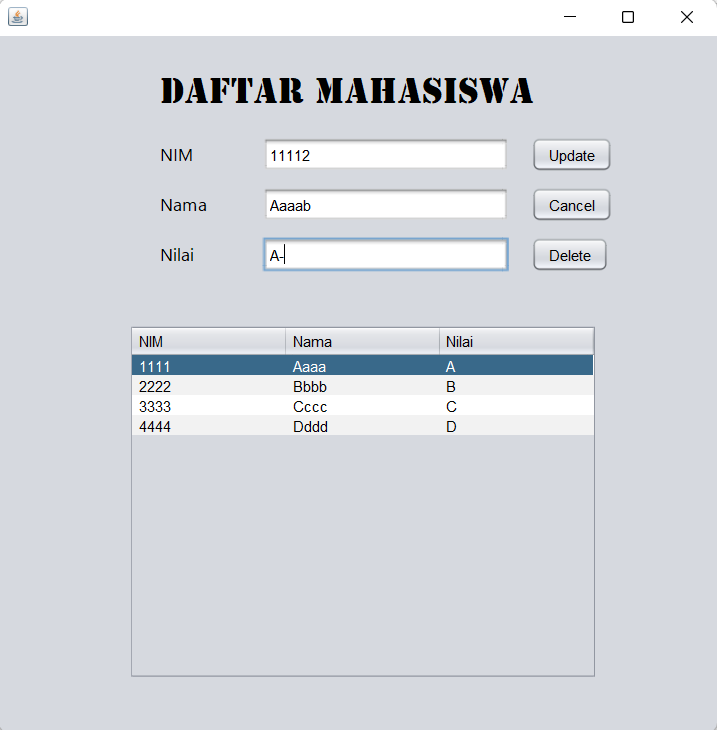 DAFTAR MAHASISWA
NIM 11112 Update
Nama Aaaab Cancel
Nilai A- Delete
NIM Nama Nilai
1111 Aaaa A
2222 Bbbb B
3333 Cccc C
4444 Dddd D